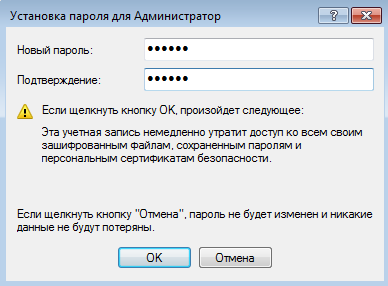 Установка пароля для Администратор
Новый пароль: ••••••
Подтверждение: ••••••
Если щелкнуть кнопку ОК, произойдет следующее:
Эта учетная запись немедленно утратит доступ ко всем своим
зашифрованным файлам, сохраненным паролям и
персональным сертификатам безопасности.
Если щелкнуть кнопку "Отмена", пароль не будет изменен и никакие
данные не будут потеряны.
ОК Отмена